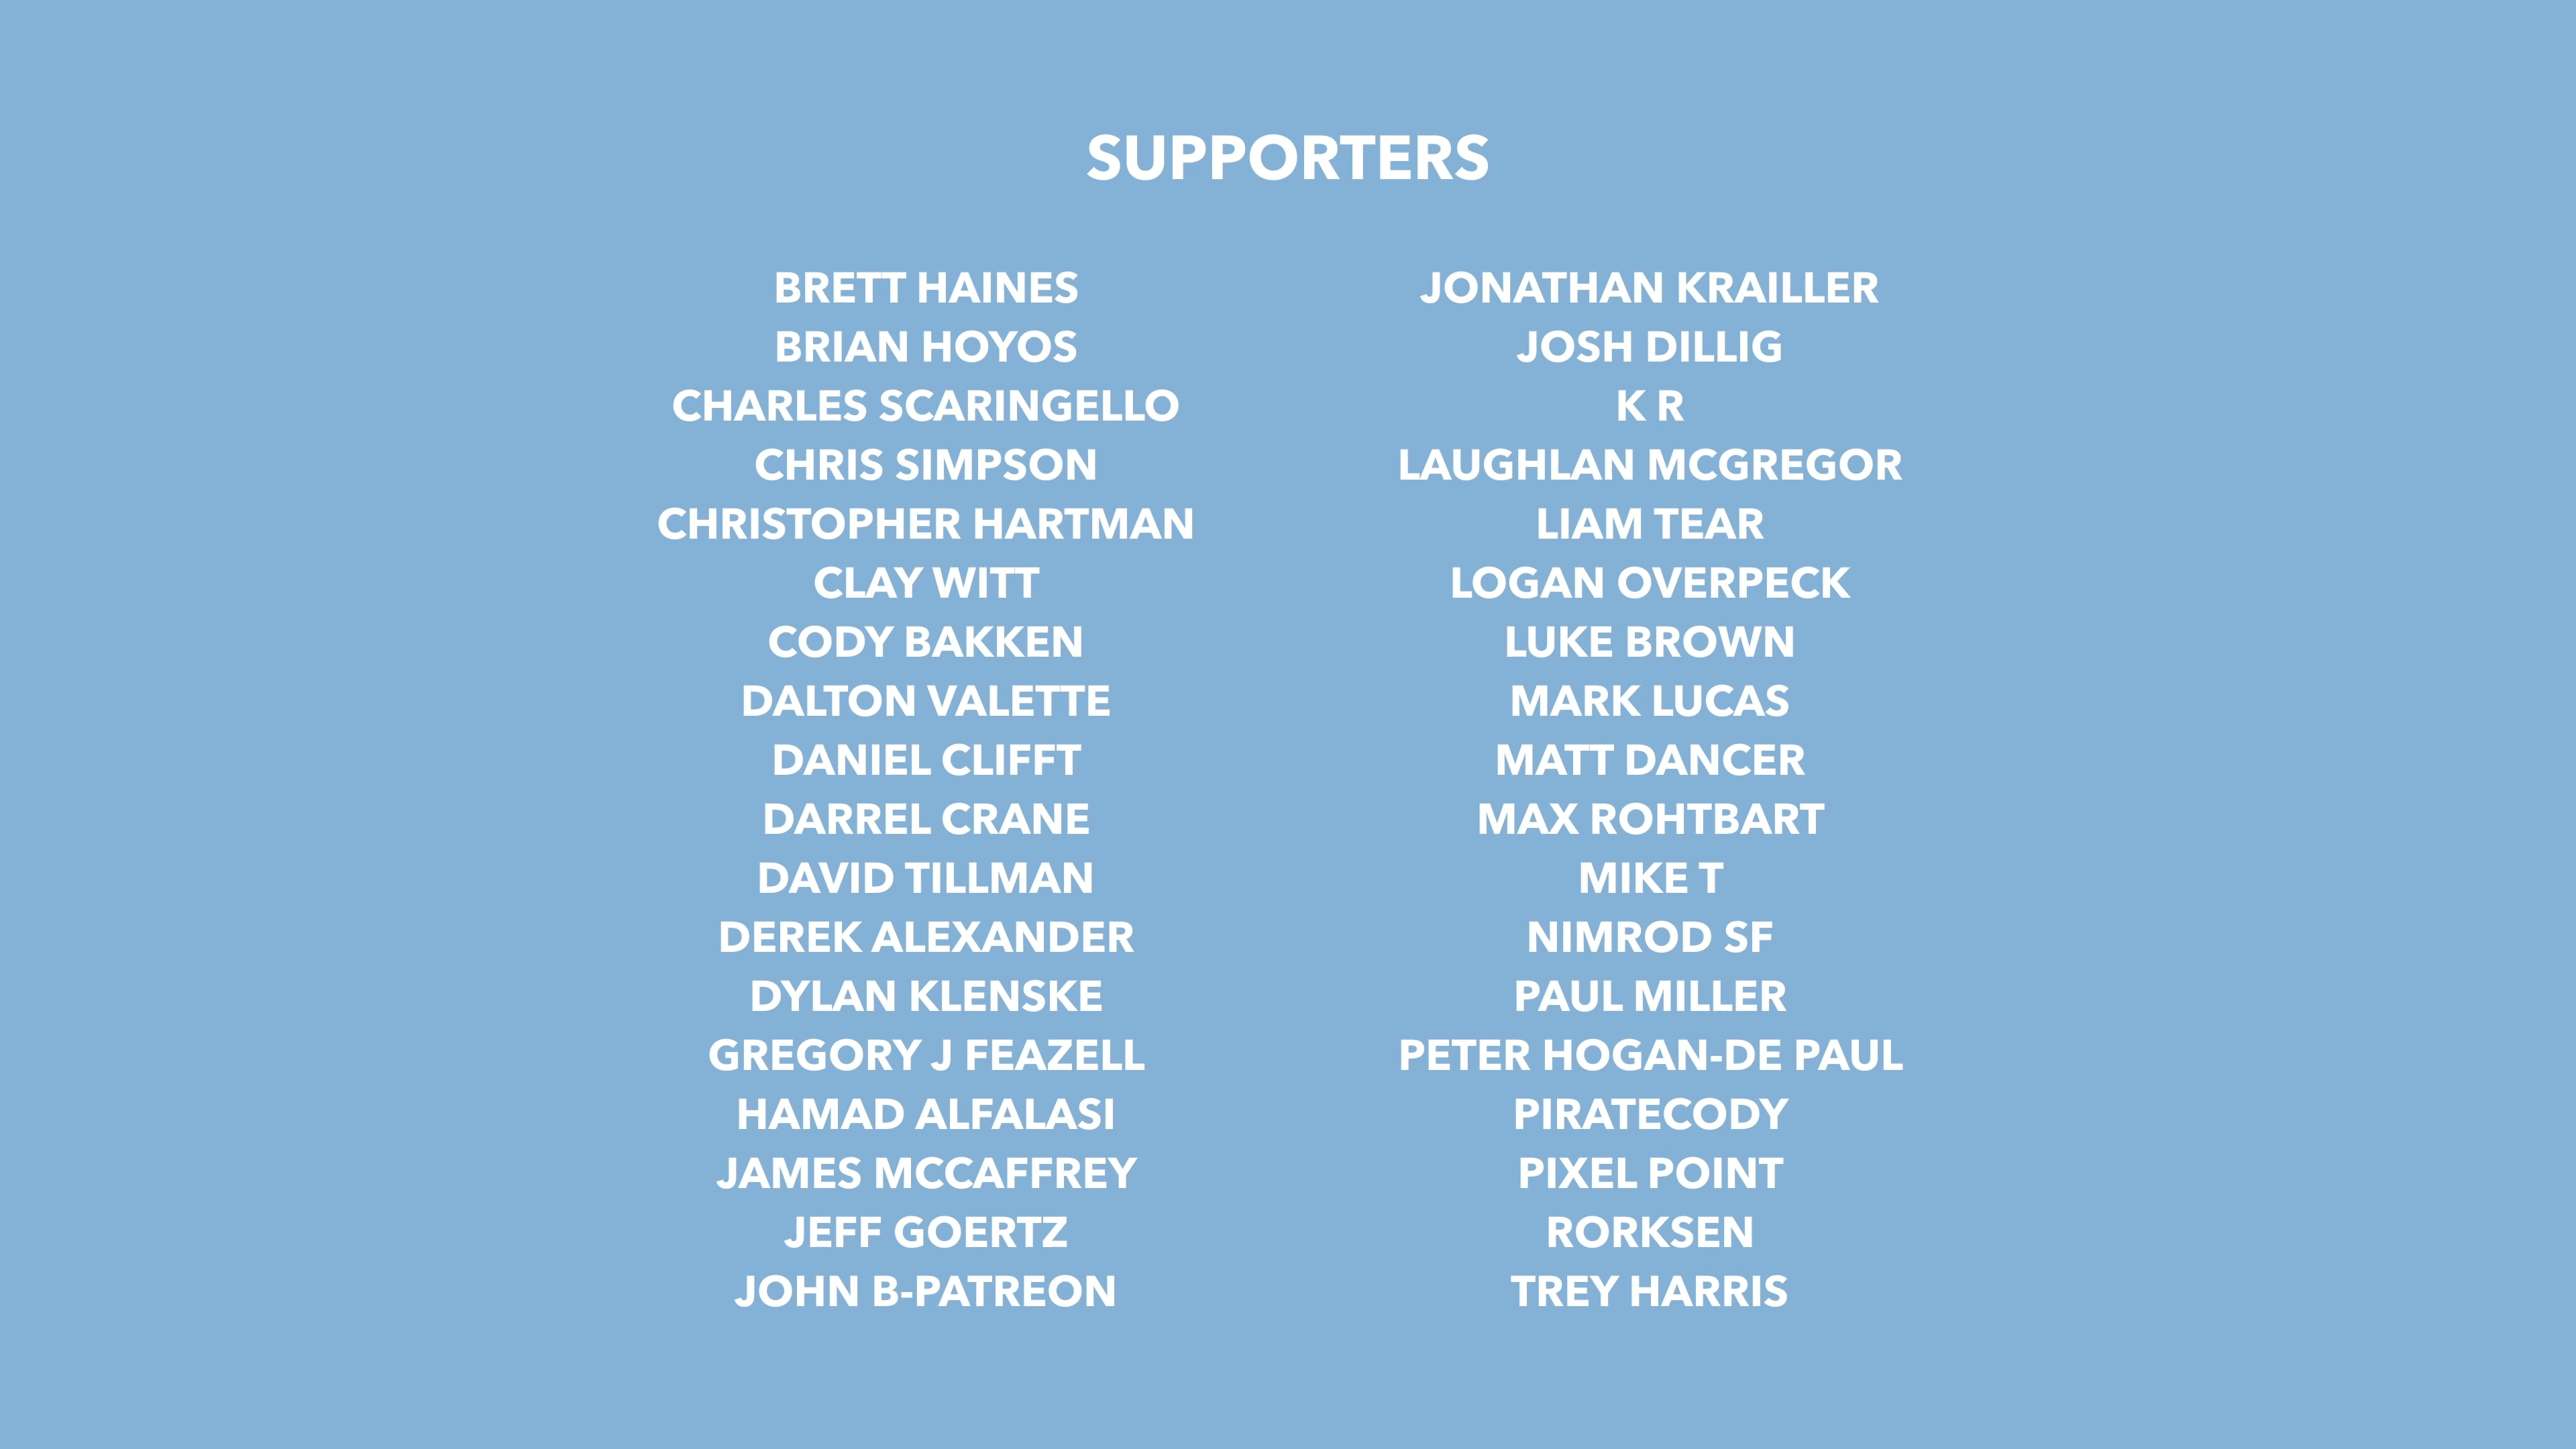 SUPPORTERS
BRETT HAINES
BRIAN HOYOS
CHARLES SCARINGELLO
CHRIS SIMPSON
CHRISTOPHER HARTMAN
CLAY WITT
CODY BAKKEN
DALTON VALETTE
DANIEL CLIFFT
DARREL CRANE
DAVID TILLMAN
DEREK ALEXANDER
DYLAN KLENSKE
GREGORY J FEAZELL
HAMAD ALFALASI
JAMES MCCAFFREY
JEFF GOERTZ
JOHN B-PATREON
JONATHAN KRAILLER
JOSH DILLIG
K R
LAUGHLAN MCGREGOR
LIAM TEAR
LOGAN OVERPECK
LUKE BROWN
MARK LUCAS
MATT DANCER
MAX ROHTBART
MIKE T
NIMROD SF
PAUL MILLER
PETER HOGAN-DE PAUL
PIRATECODY
PIXEL POINT
RORKSEN
TREY HARRIS